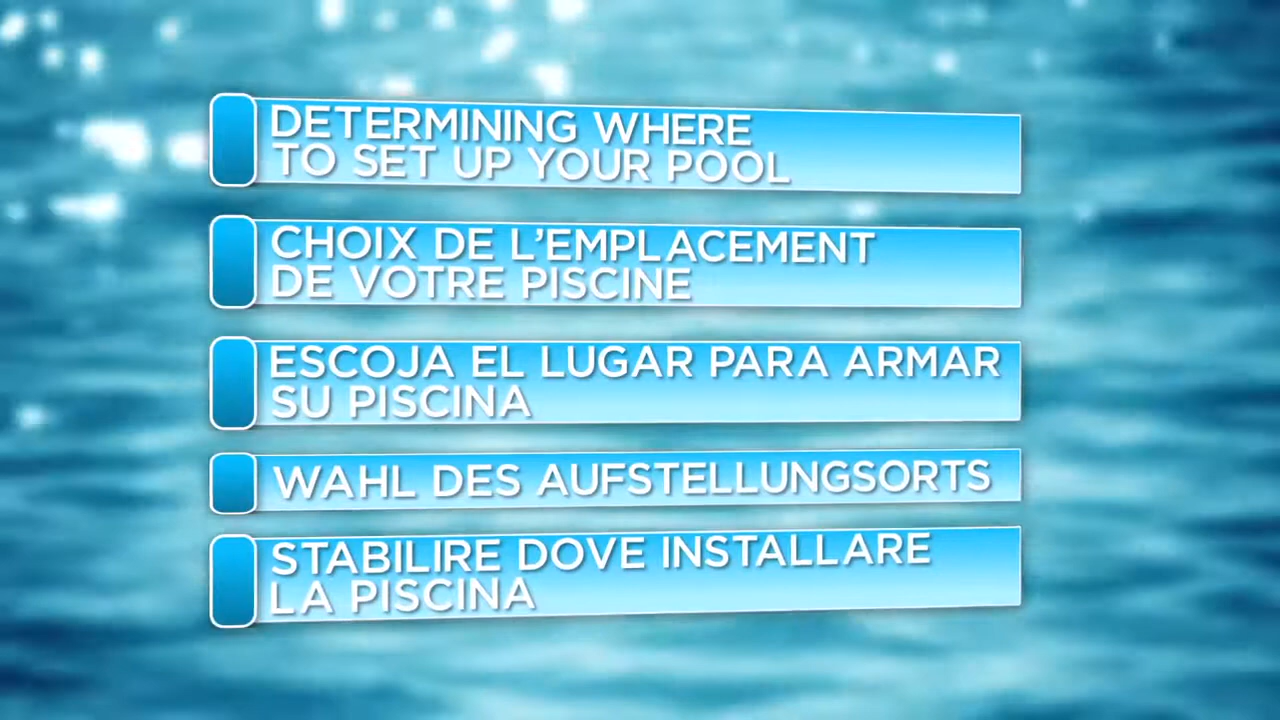 DETERMINING WHERE
TO SET UP YOUR POOL
CHOIX DE L'EMPLACEMENT
DE VOTRE PISCINE
ESCOJA EL LUGAR PARA ARMAR
SU PISCINA
WAHL DES AUFSTELLUNGSORTS
STABILIRE DOVE INSTALLARE
LA PISCINA